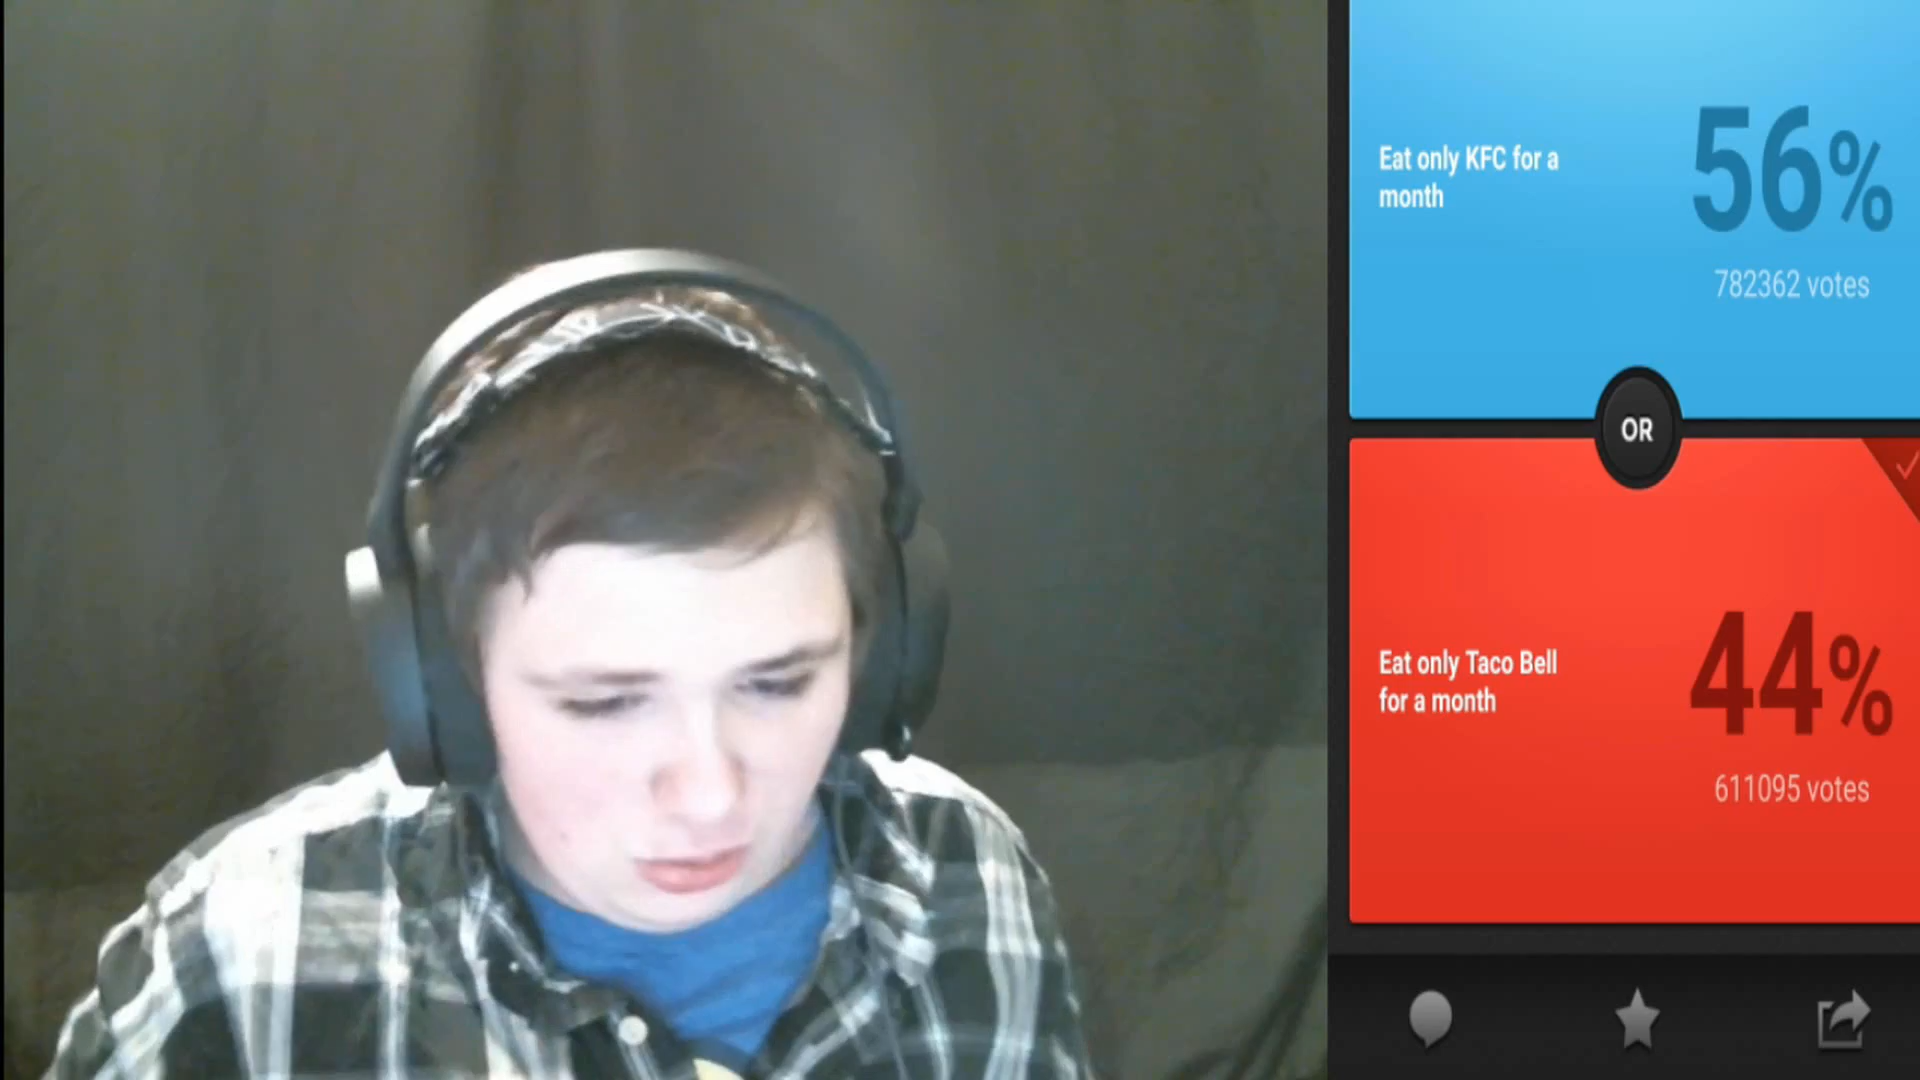 Eat only KFC for a
month
56%
782362 votes
OR
Eat only Taco Bell
for a month
44%
611095 votes